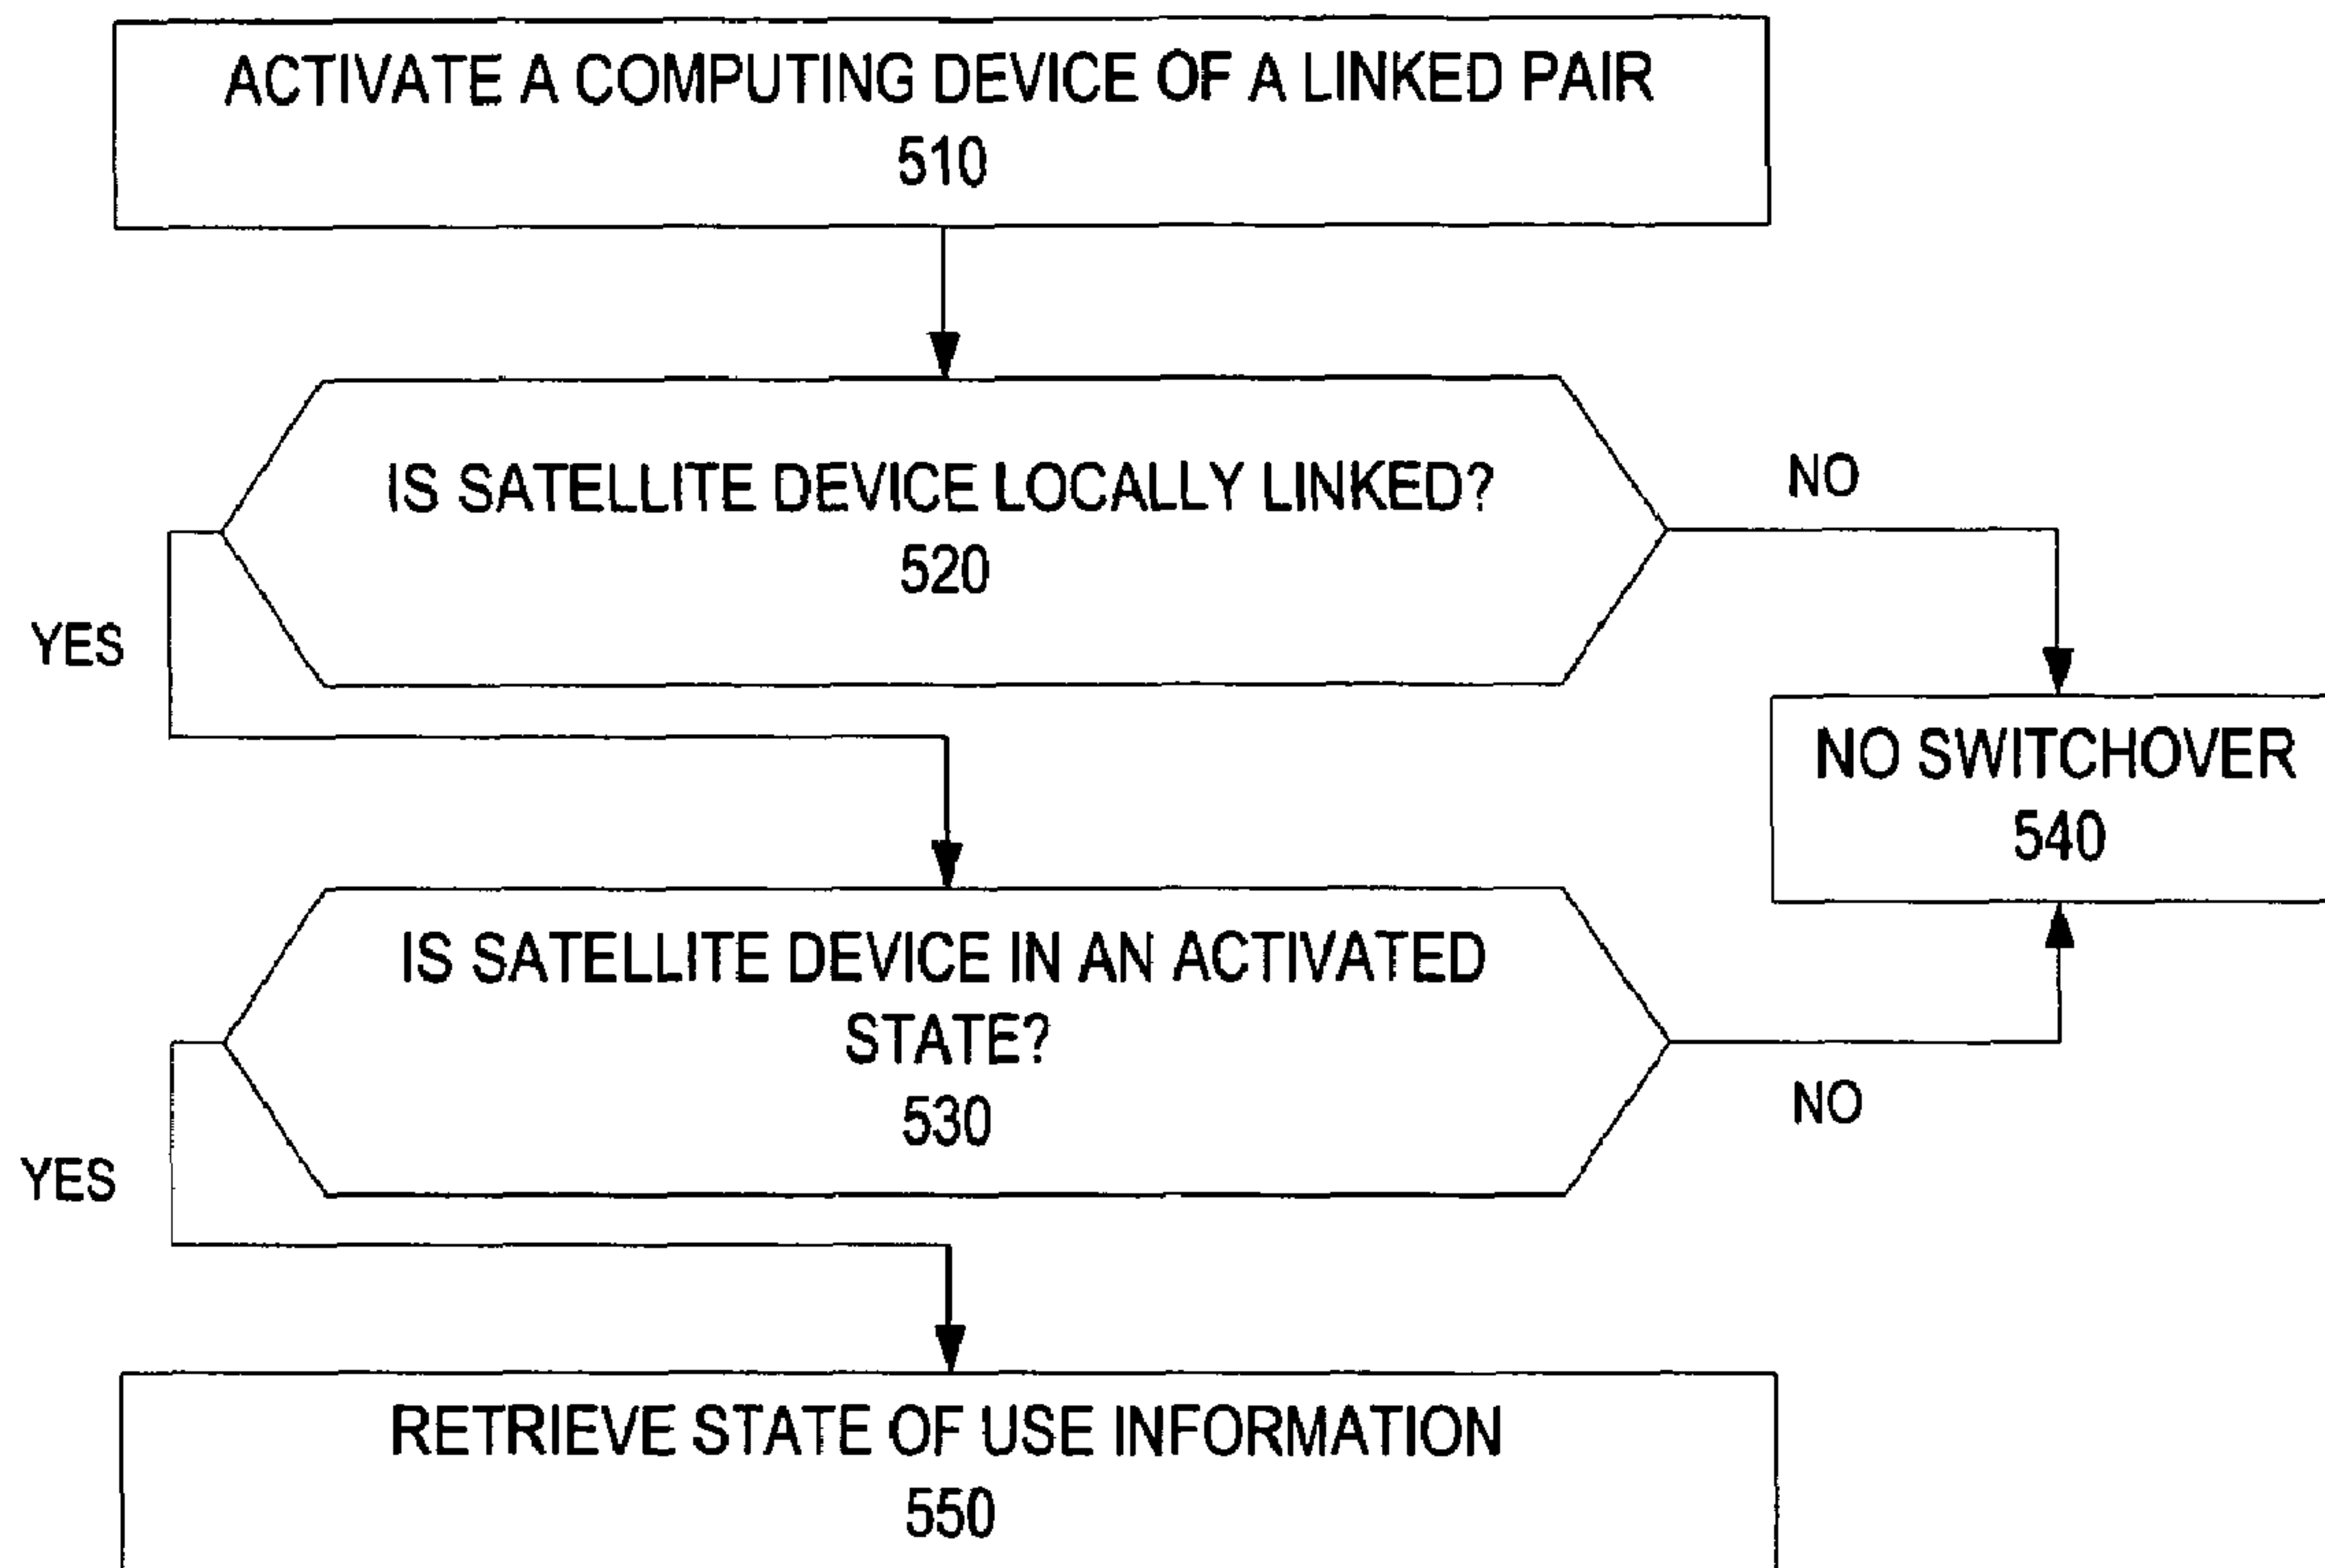 ACTIVATE A COMPUTING DEVICE OF A LINKED PAIR
510
IS SATELLITE DEVICE LOCALLY LINKED?
520
NO
YES
NO SWITCHOVER
540
IS SATELLITE DEVICE IN AN ACTIVATED
STATE?
530
NO
YES
RETRIEVE STATE OF USE INFORMATION
550